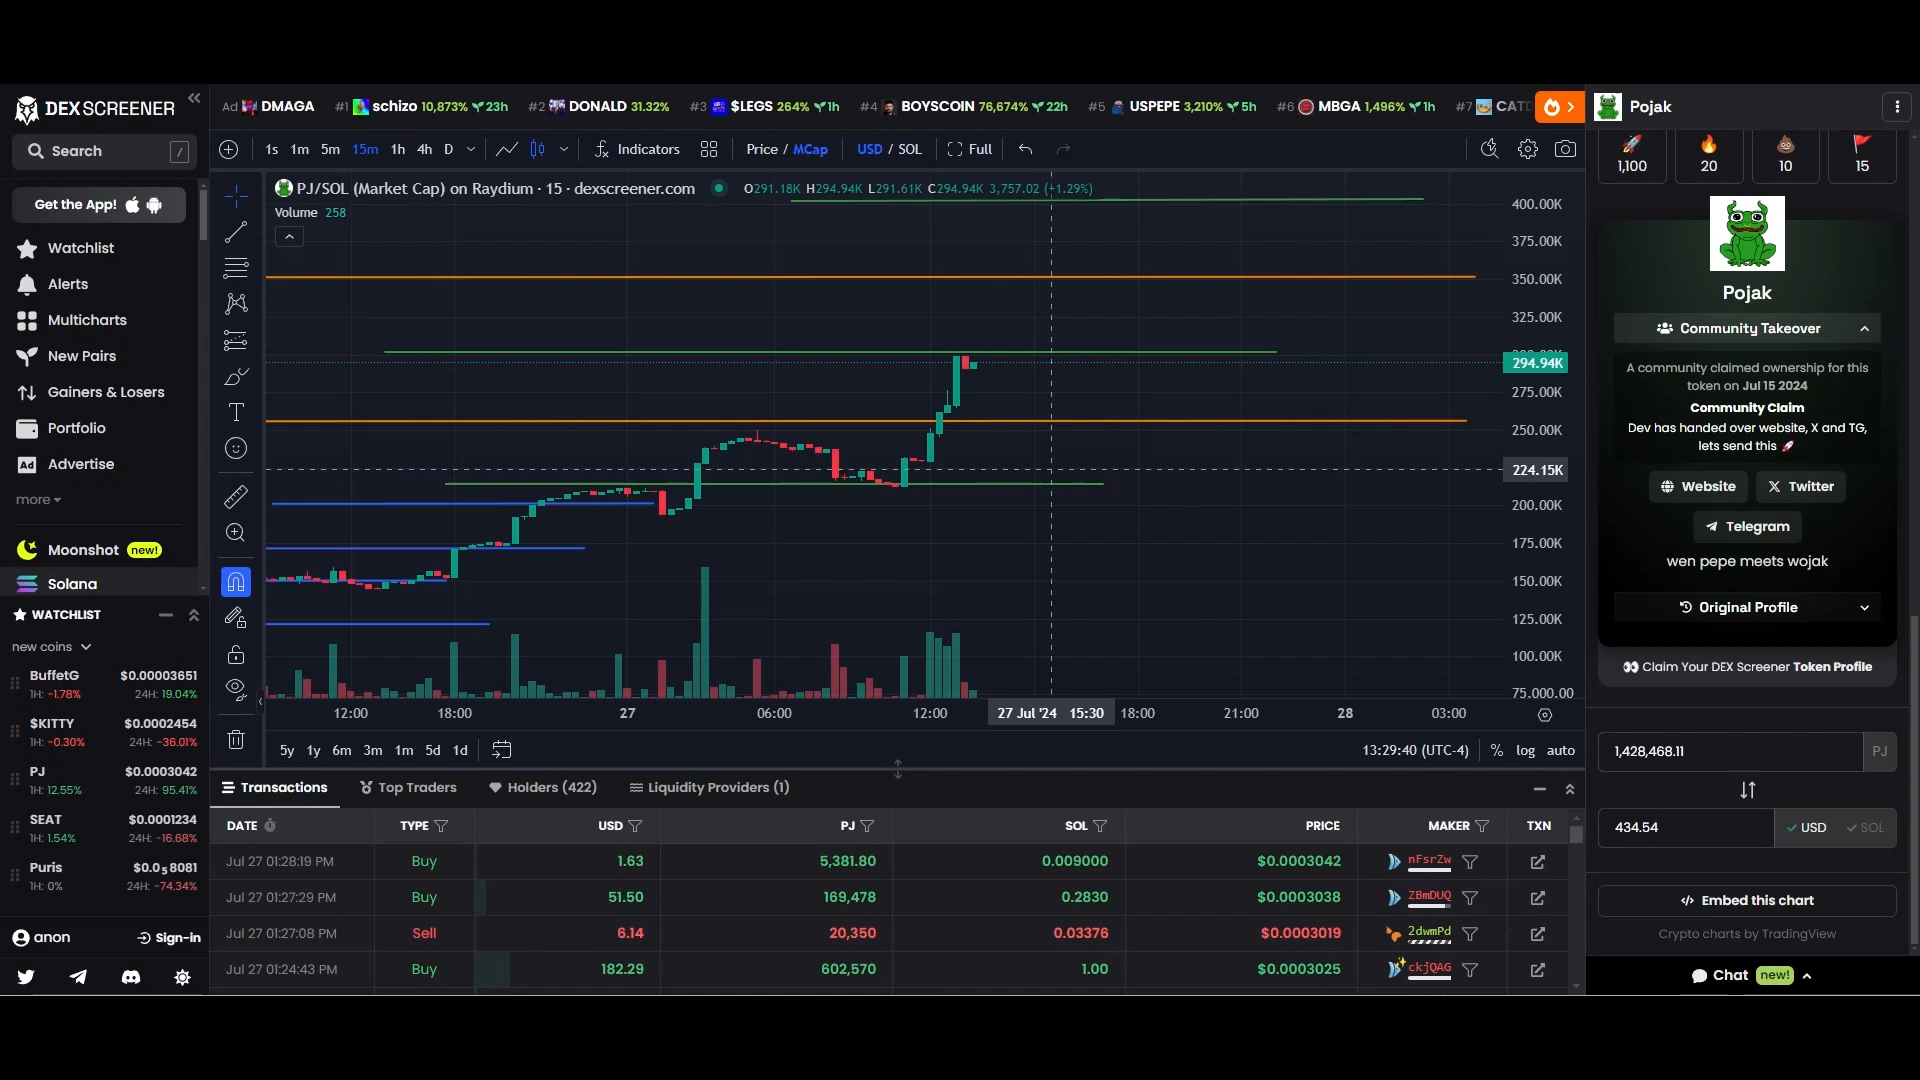 DEX SCREENER
Search
/
Get the App!
Watchlist
Alerts
Multicharts
New Pairs
Gainers & Losers
Portfolio
Ad Advertise
more
Moonshot new!
Solana
WATCHLIST
new coins
BuffetG $0.00003651
1H: -1.78% 24H: 19.04%
$KITTY $0.0002454
1H: -0.30% 24H: -36.01%
PJ $0.0003042
1H: 12.55% 24H: 95.41%
SEAT $0.0001234
1H: 1.54% 24H: -16.68%
Puris $0.0₅8081
1H: 0% 24H: -74.34%
anon Sign-in
Ad DMAGA #1 schizo 10,873% 23h #2 DONALD 31.32% #3 $LEGS 264% 1h #4 BOYSCOIN 76,674% 22h #5 USPEPE 3,210% 5h #6 MBGA 1,496% 1h #7
1s 1m 5m 15m 1h 4h D Indicators Price / MCap USD / SOL Full
PJ/SOL (Market Cap) on Raydium · 15 · dexscreener.com O291.18K H294.94K L291.61K C294.94K 3,757.02 (+1.29%)
Volume 258
400.00K
375.00K
350.00K
325.00K
294.94K
275.00K
250.00K
224.15K
200.00K
175.00K
150.00K
125.00K
100.00K
75,000.00
12:00 18:00 27 06:00 12:00 27 Jul '24 15:30 18:00 21:00 28 03:00
5y 1y 6m 3m 1m 5d 1d 13:29:40 (UTC-4) % log auto
Transactions Top Traders Holders (422) Liquidity Providers (1)
DATE TYPE USD PJ SOL PRICE MAKER TXN
Jul 27 01:28:19 PM Buy 1.63 5,381.80 0.009000 $0.0003042 nFsrZw
Jul 27 01:27:29 PM Buy 51.50 169,478 0.2830 $0.0003038 ZBmDUQ
Jul 27 01:27:08 PM Sell 6.14 20,350 0.03376 $0.0003019 2dwmPd
Jul 27 01:24:43 PM Buy 182.29 602,570 1.00 $0.0003025 ckjQAG
Pojak
1,100 20 10 15
Pojak
Community Takeover
A community claimed ownership for this
token on Jul 15 2024
Community Claim
Dev has handed over website, X and TG,
lets send this 🚀
Website Twitter
Telegram
wen pepe meets wojak
Original Profile
👀 Claim Your DEX Screener Token Profile
1,428,468.11 PJ
434.54 USD SOL
Embed this chart
Crypto charts by TradingView
Chat new!